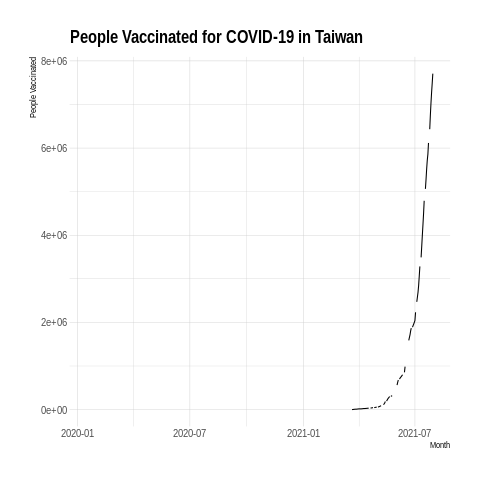 People Vaccinated for COVID-19 in Taiwan
People Vaccinated
8e+06
6e+06
4e+06
2e+06
0e+00
2020-01 2020-07 2021-01 2021-07
Month